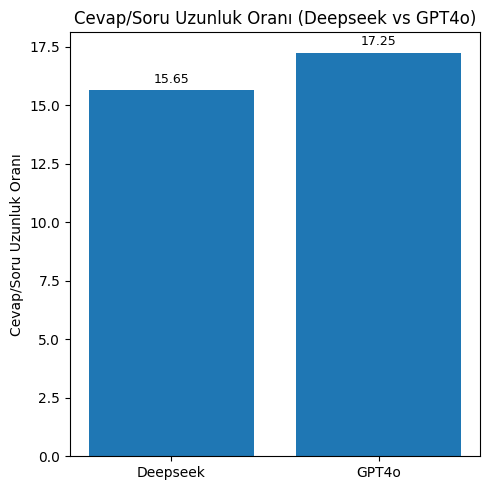 Cevap/Soru Uzunluk Oranı (Deepseek vs GPT4o)
17.5
17.25
15.65
15.0
12.5
10.0
7.5
5.0
2.5
0.0
Cevap/Soru Uzunluk Oranı
Deepseek
GPT4o